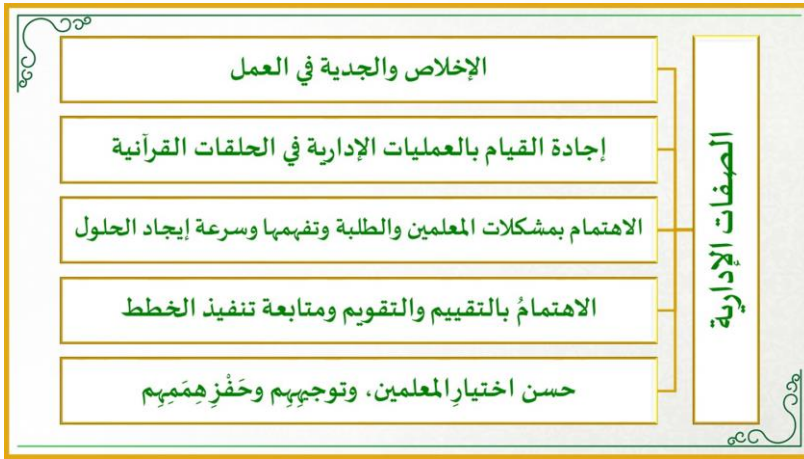 الصفات الإدارية
الإخلاص والجدية في العمل
إجادة القيام بالعمليات الإدارية في الحلقات القرآنية
الاهتمام بمشكلات المعلمين والطلبة وتفهمها وسرعة إيجاد الحلول
الاهتمامُ بالتقييم والتقويم ومتابعة تنفيذ الخطط
حسن اختيارِ المعلمين، وتوجيهِهِم وحَفْزِ هِمَمِهِم